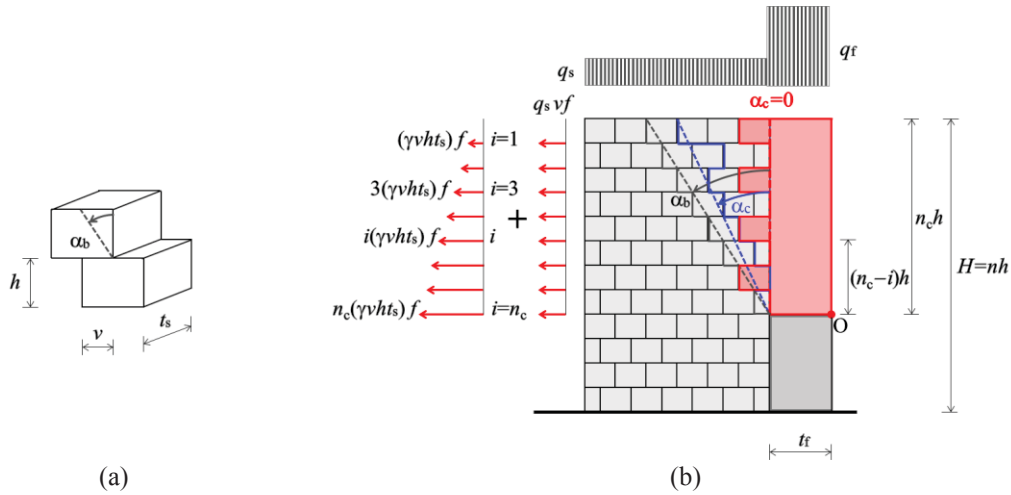 αb
h
v
ts
(a)
qs
qf
qs vf
αc=0
(γvhts) f
i=1
3(γvhts) f
i=3
i(γvhts) f
i
nc(γvhts) f
i=nc
+
αb
αc
nch
(nc−i)h
H=nh
O
tf
(b)